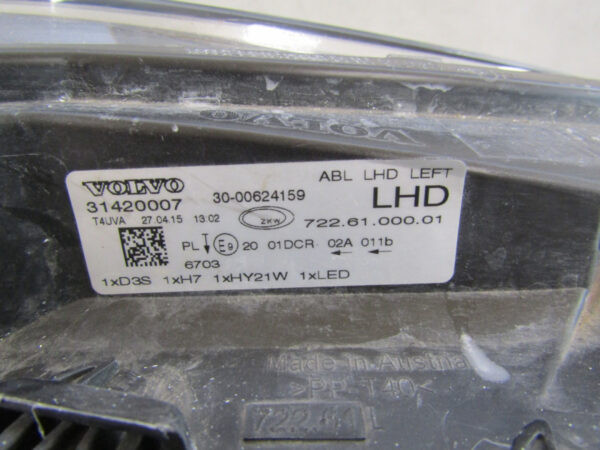 VOLVO
ABL LHD LEFT
VOLVO
30-00624159
LHD
31420007
T4UVA 27.04.15 13:02
ZKW
722.61.000.01
PL E9 20 01DCR 02A 011b
6703
1xD3S 1xH7 1xHY21W 1xLED
Made In Austria
>PP-T40<
722.61 L